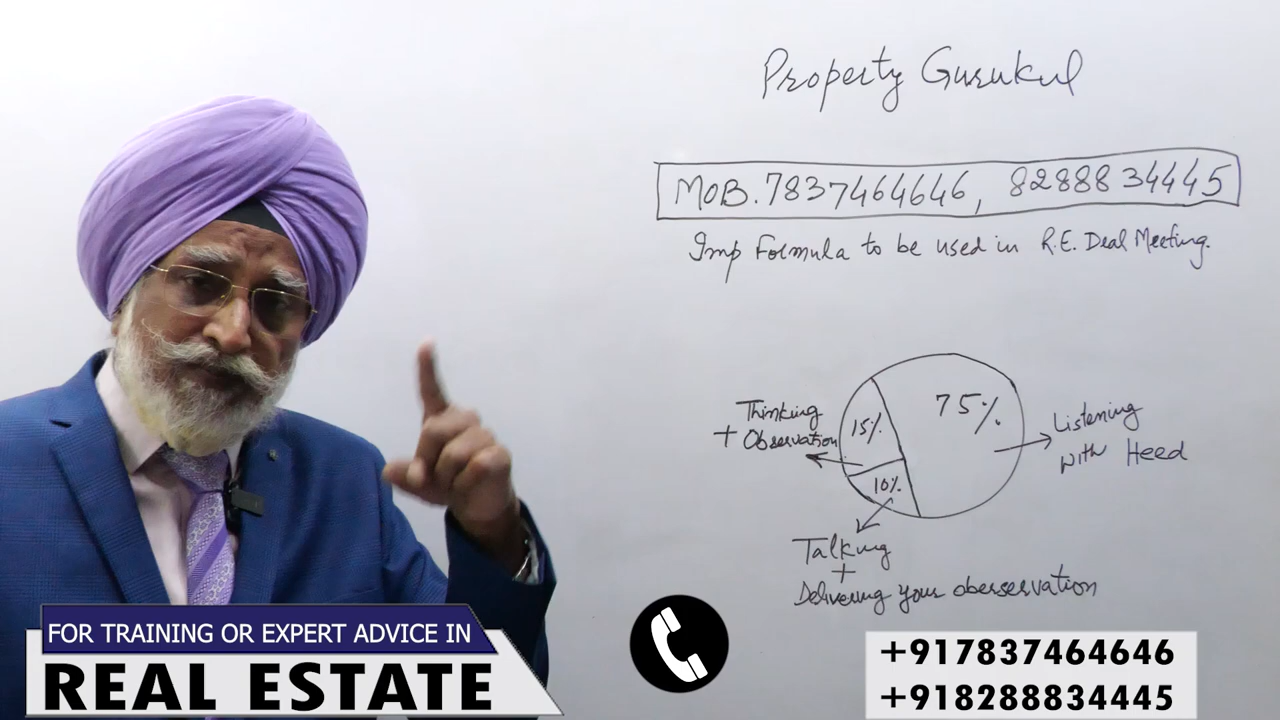 Property Gurukul
MOB. 7837464646, 8288834445
Imp Formula to be used in R.E. Deal Meeting.
75%
15%
10%
Thinking
+ Observation
Listening
with Heed
Talking
+
Delivering your oberservation
FOR TRAINING OR EXPERT ADVICE IN
REAL ESTATE
+917837464646
+918288834445